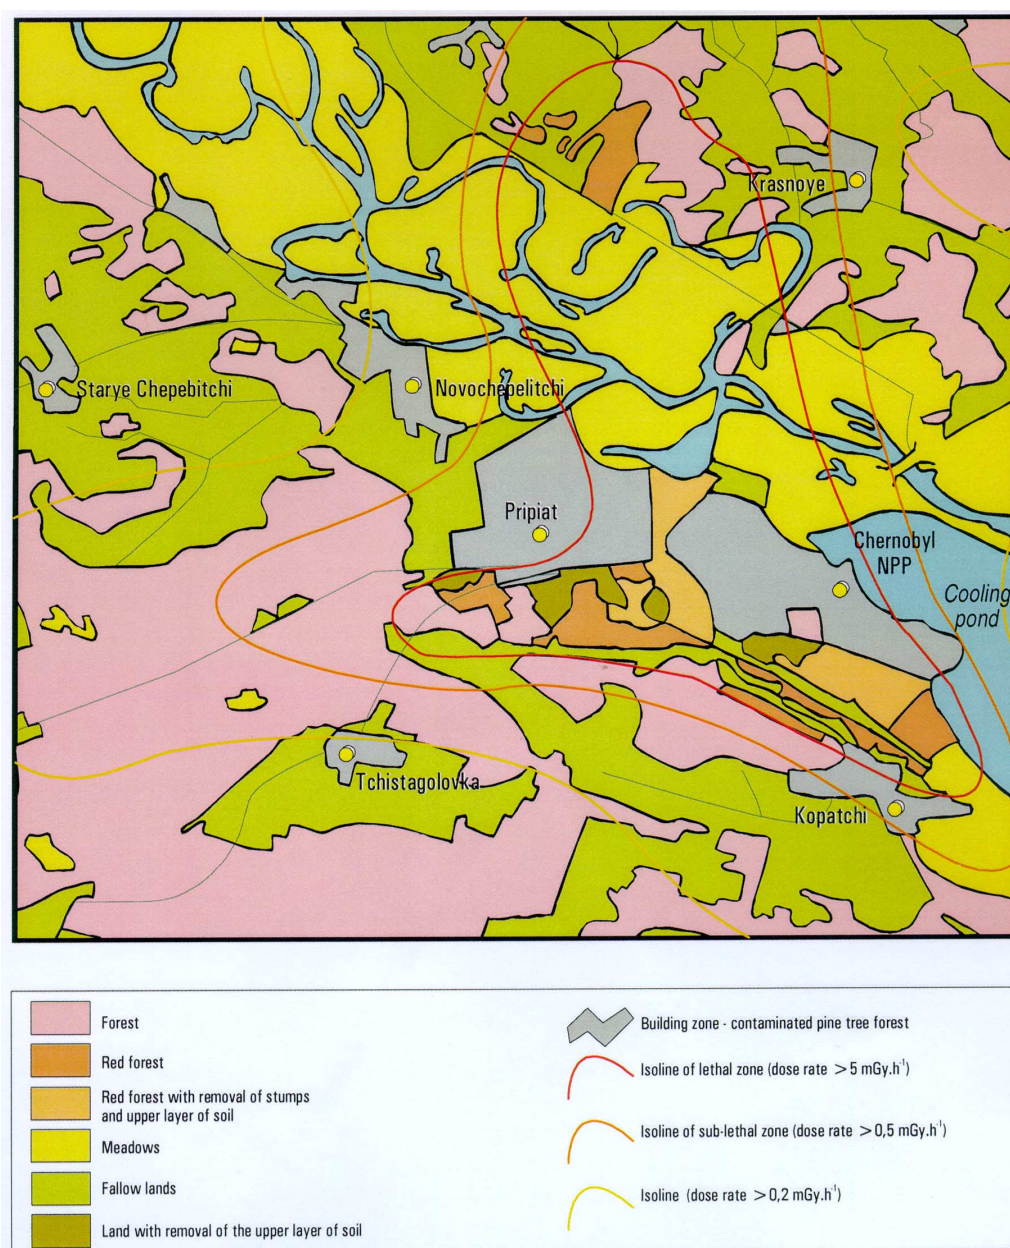 Krasnoye
Starye Chepebitchi
Novochepelitchi
Pripiat
Chernobyl
NPP
Cooling
pond
Tchistagolovka
Kopatchi
Forest
Red forest
Red forest with removal of stumps
and upper layer of soil
Meadows
Fallow lands
Land with removal of the upper layer of soil
Building zone - contaminated pine tree forest
Isoline of lethal zone (dose rate >5 mGy.h⁻¹)
Isoline of sub-lethal zone (dose rate >0,5 mGy.h⁻¹)
Isoline (dose rate >0,2 mGy.h⁻¹)